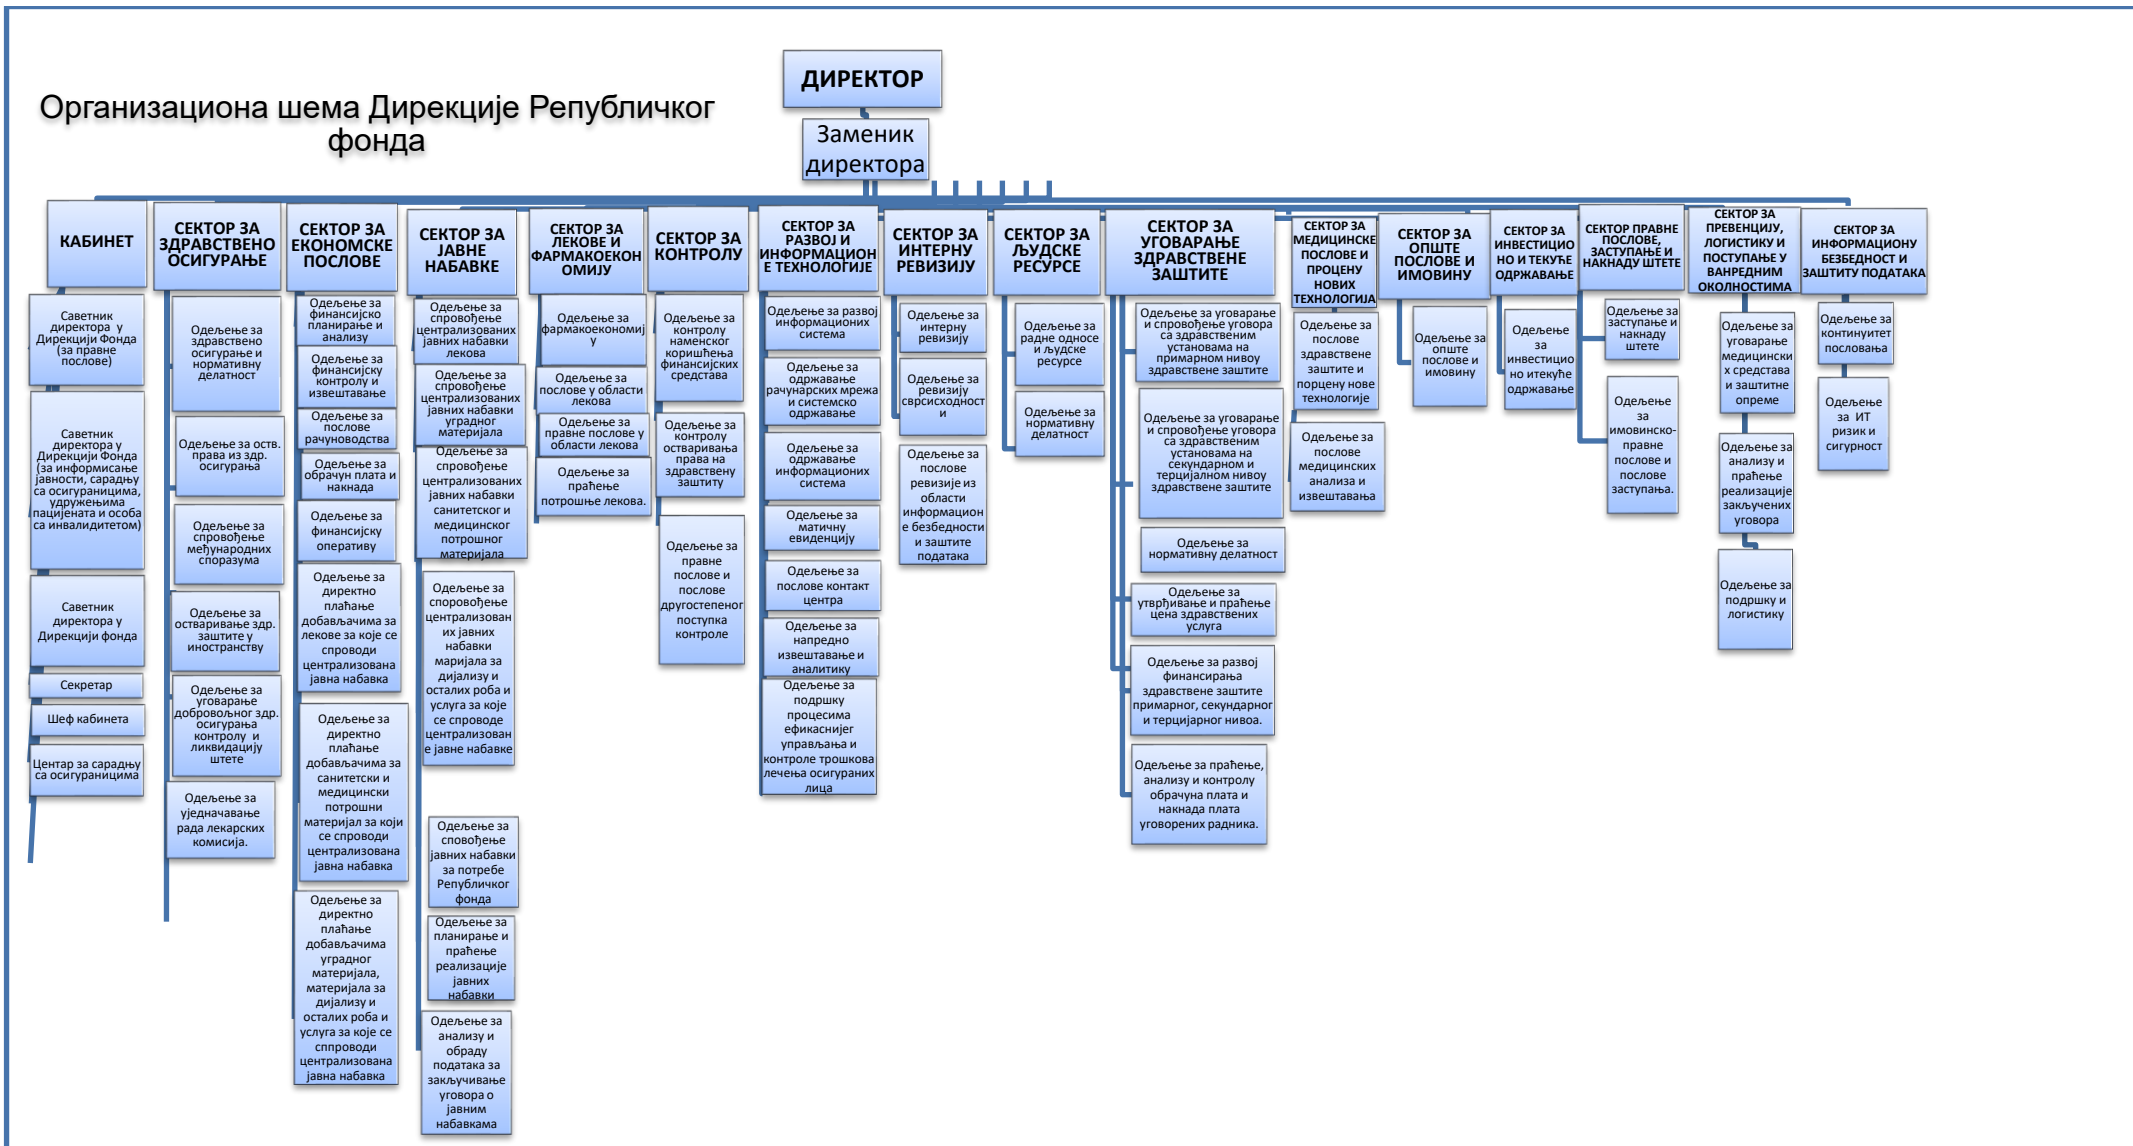 Организациона шема Дирекције Републичког
фонда
ДИРЕКТОР
Заменик
директора
КАБИНЕТ
Саветник
директора у
Дирекцији Фонда
(за правне
послове)
Саветник
директора у
Дирекцији Фонда
(за информисање
јавности, сарадњу
са осигураницима,
удружењима
пацијената и особа
са инвалидитетом)
Саветник
директора у
Дирекцији фонда
Секретар
Шеф кабинета
Центар за сарадњу
са осигураницима
СЕКТОР ЗА
ЗДРАВСТВЕНО
ОСИГУРАЊЕ
Одељење за
здравствено
осигурање и
нормативну
делатност
Одељење за оств.
права из здр.
осигурања
Одељење за
спровођење
међународних
споразума
Одељење за
остваривање здр.
заштите у
иностранству
Одељење за
уговарање
добровољног здр.
осигурања
контролу и
ликвидацију
штете
Одељење за
уједначавање
рада лекарских
комисија.
СЕКТОР ЗА
ЕКОНОМСКЕ
ПОСЛОВЕ
Одељење за
финансијско
планирање и
анализу
Одељење за
финансијску
контролу и
извештавање
Одељење за
послове
рачуноводства
Одељење за
обрачун плата и
накнада
Одељење за
финансијску
оперативу
Одељење за
директно
плаћање
добављачима за
лекове за које се
спроводи
централизована
јавна набавка
Одељење за
директно
плаћање
добављачима за
санитетски и
медицински
потрошни
материјал за који
се спроводи
централизована
јавна набавка
Одељење за
директно
плаћање
добављачима
уградног
материјала,
материјала за
дијализу и
осталих роба и
услуга за које се
сппроводи
централизована
јавна набавка
СЕКТОР ЗА
ЈАВНЕ
НАБАВКЕ
Одељење за
спровођење
централизованих
јавних набавки
лекова
Одељење за
спровођење
централизованих
јавних набавки
уградног
материјала
Одељење за
спровођење
централизованих
јавних набавки
санитетског и
медицинског
потрошног
материјала
Одељење за
споровођење
централизован
их јавних
набавки
маријала за
дијализу и
осталих роба и
услуга за које
се спроводе
централизован
е јавне набавке
Одељење за
сповођење
јавних набавки
за потребе
Републичког
фонда
Одељење за
планирање и
праћење
реализације
јавних
набавки
Одељење за
анализу и
обраду
података за
закључивање
уговора о
јавним
набавкама
СЕКТОР ЗА
ЛЕКОВЕ И
ФАРМАКОЕКОН
ОМИЈУ
Одељење за
фармакоекономиј
у
Одељење за
послове у области
лекова
Одељење за
правне послове у
области лекова
Одељење за
праћење
потрошње лекова.
СЕКТОР ЗА
КОНТРОЛУ
Одељење за
контролу
наменског
коришћења
финансијских
средстава
Одељење за
контролу
остваривања
права на
здравствену
заштиту
Одељење за
правне
послове и
послове
другостепеног
поступка
контроле
СЕКТОР ЗА
РАЗВОЈ И
ИНФОРМАЦИОН
Е ТЕХНОЛОГИЈЕ
Одељење за развој
информационих
система
Одељење за
одржавање
рачунарских мрежа
и системско
одржавање
Одељење за
одржавање
информационих
система
Одељење за
матичну
евиденцију
Одељење за
послове контакт
центра
Одељење за
напредно
извештавање и
аналитику
Одељење за
подршку
процесима
ефикаснијег
управљања и
контроле трошкова
лечења осигураних
лица
СЕКТОР ЗА
ИНТЕРНУ
РЕВИЗИЈУ
Одељење за
интерну
ревизију
Одељење за
ревизију
сврсисходност
и
Одељење за
послове
ревизије из
области
информацион
е безбедности
и заштите
података
СЕКТОР ЗА
ЉУДСКЕ
РЕСУРСЕ
Одељење за
радне односе
и људске
ресурсе
Одељење за
нормативну
делатност
СЕКТОР ЗА
УГОВАРАЊЕ
ЗДРАВСТВЕНЕ
ЗАШТИТЕ
Одељење за уговарање
и спровођење уговора
са здравственим
установама на
примарном нивоу
здравствене заштите
Одељење за уговарање
и спровођење уговора
са здравственим
установама на
секундарном и
терцијалном нивоу
здравствене заштите
Одељење за
нормативну делатност
Одељење за
утврђивање и праћење
цена здравствених
услуга
Одељење за развој
финансирања
здравствене заштите
примарног, секундарног
и терцијарног нивоа.
Одељење за праћење,
анализу и контролу
обрачуна плата и
накнада плата
уговорених радника.
СЕКТОР ЗА
МЕДИЦИНСКЕ
ПОСЛОВЕ И
ПРОЦЕНУ
НОВИХ
ТЕХНОЛОГИЈА
Одељење за
послове
здравствене
заштите и
порцену нове
технологије
Одељење за
послове
медицинских
анализа и
извештавања
СЕКТОР ЗА
ОПШТЕ
ПОСЛОВЕ И
ИМОВИНУ
Одељење за
опште
послове и
имовину
СЕКТОР ЗА
ИНВЕСТИЦИО
НО И ТЕКУЋЕ
ОДРЖАВАЊЕ
Одељење
за
инвестицио
но итекуће
одржавање
СЕКТОР ПРАВНЕ
ПОСЛОВЕ,
ЗАСТУПАЊЕ И
НАКНАДУ ШТЕТЕ
Одељење за
заступање и
накнаду
штете
Одељење
за
имовинско-
правне
послове и
послове
заступања.
СЕКТОР ЗА
ПРЕВЕНЦИЈУ,
ЛОГИСТИКУ И
ПОСТУПАЊЕ У
ВАНРЕДНИМ
ОКОЛНОСТИМА
Одељење за
уговарање
медицински
х средстава
и заштитне
опреме
Одељење за
анализу и
праћење
реализације
закључених
уговора
Одељење за
подршку и
логистику
СЕКТОР ЗА
ИНФОРМАЦИОНУ
БЕЗБЕДНОСТ И
ЗАШТИТУ ПОДАТАКА
Одељење за
континуитет
пословања
Одељење
за ИТ
ризик и
сигурност